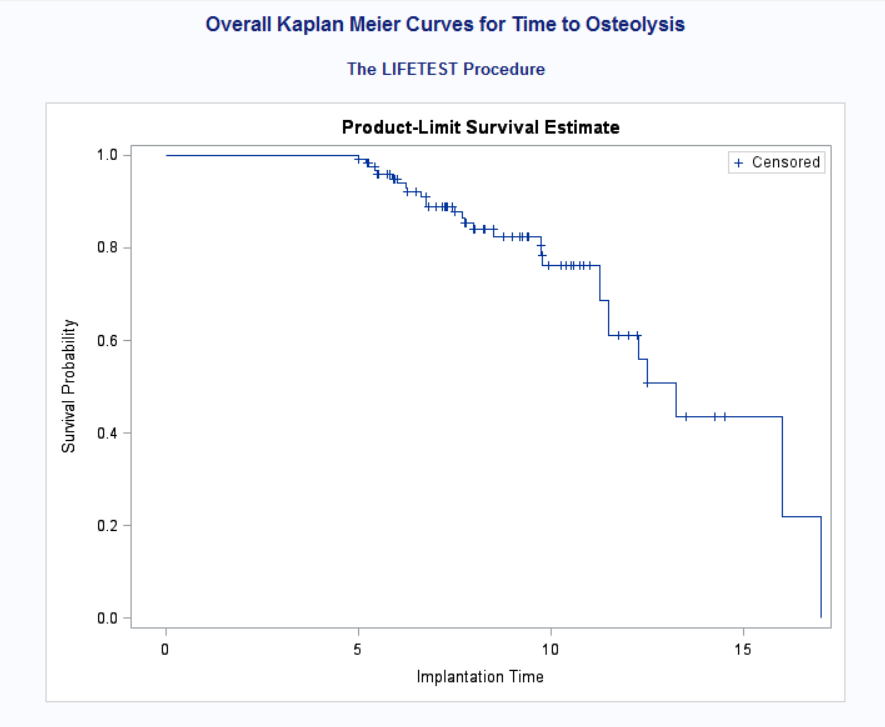 Overall Kaplan Meier Curves for Time to Osteolysis
The LIFETEST Procedure
Product-Limit Survival Estimate
+ Censored
1.0
0.8
0.6
0.4
0.2
0.0
Survival Probability
0 5 10 15
Implantation Time